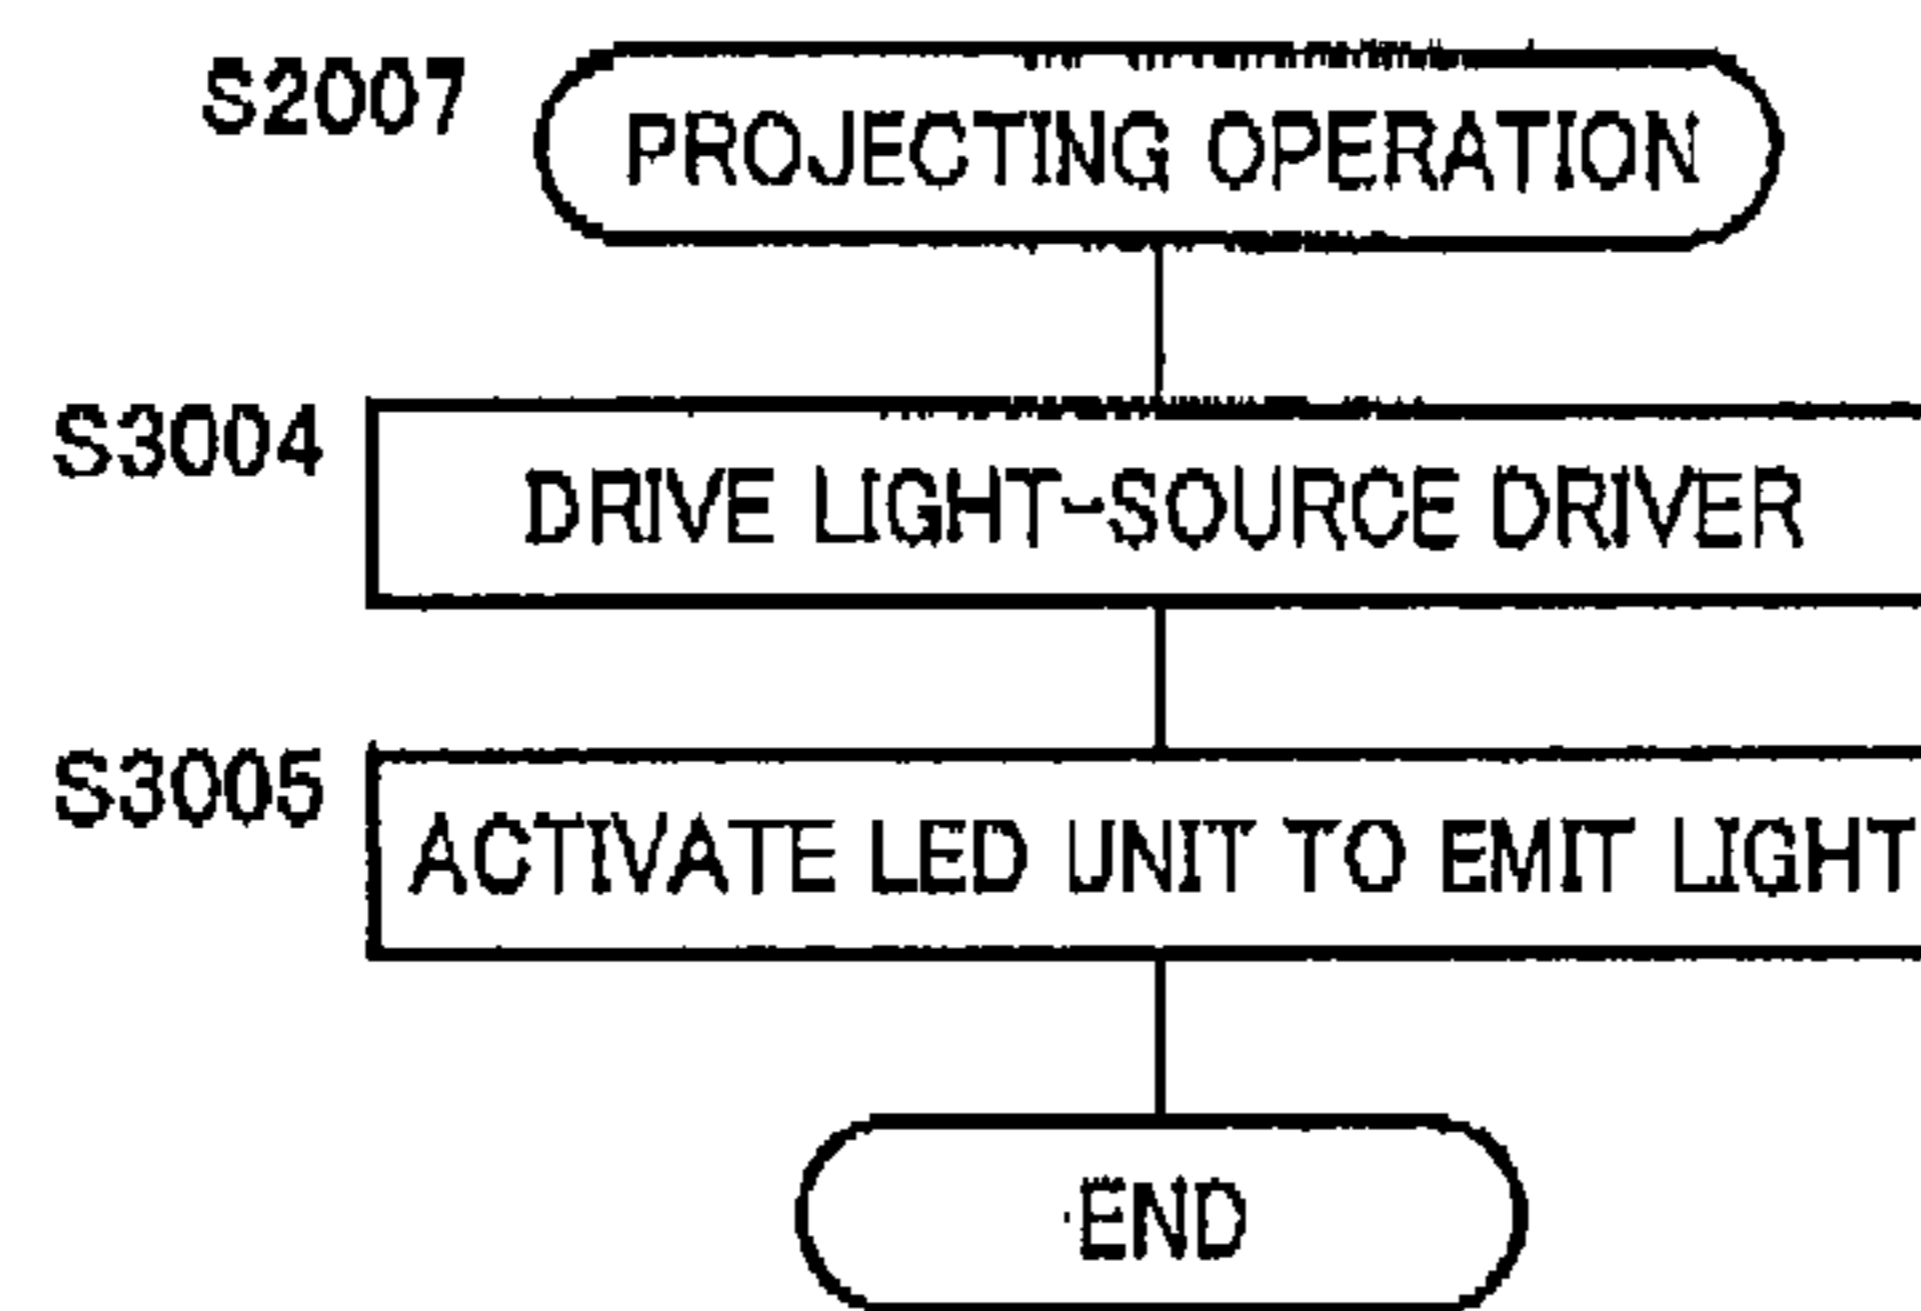 S2007 PROJECTING OPERATION
S3004 DRIVE LIGHT-SOURCE DRIVER
S3005 ACTIVATE LED UNIT TO EMIT LIGHT
END